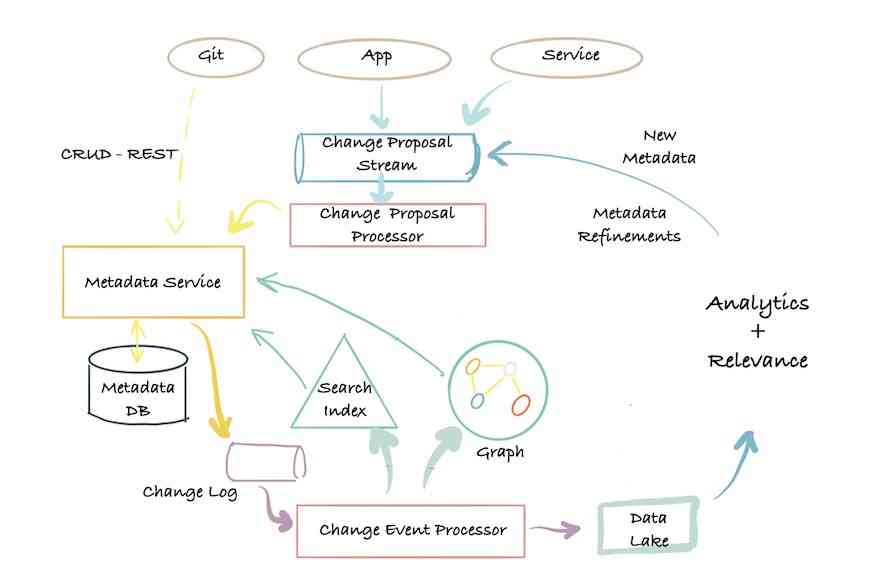 Git
App
Service
CRUD - REST
Change Proposal
Stream
New
Metadata
Change Proposal
Processor
Metadata
Refinements
Metadata Service
Analytics
+
Relevance
Metadata
DB
Search
Index
Graph
Change Log
Change Event Processor
Data
Lake